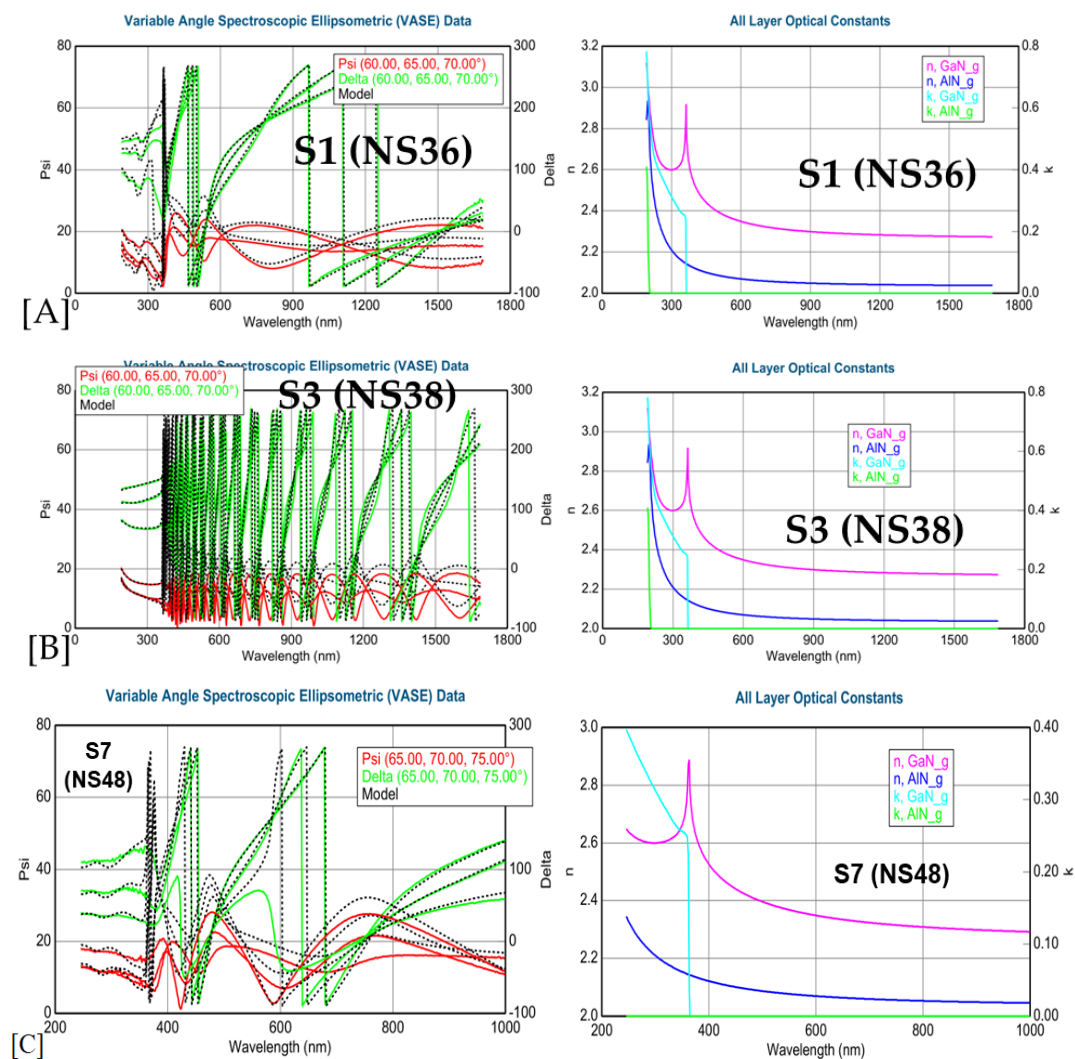 Variable Angle Spectroscopic Ellipsometric (VASE) Data
All Layer Optical Constants
80
60
40
20
0
Psi
300
200
100
0
-100
Delta
Psi (60.00, 65.00, 70.00°)
Delta (60.00, 65.00, 70.00°)
Model
S1 (NS36)
0
300
600
900
1200
1500
1800
Wavelength (nm)
[A]
3.2
3.0
2.8
2.6
2.4
2.2
2.0
n
0.8
0.6
0.4
0.2
0.0
k
n, GaN_g
n, AlN_g
k, GaN_g
k, AlN_g
S1 (NS36)
0
300
600
900
1200
1500
1800
Wavelength (nm)
Variable Angle Spectroscopic Ellipsometric (VASE) Data
All Layer Optical Constants
80
60
40
20
0
Psi
300
200
100
0
-100
Delta
Psi (60.00, 65.00, 70.00°)
Delta (60.00, 65.00, 70.00°)
Model
S3 (NS38)
0
300
600
900
1200
1500
1800
Wavelength (nm)
[B]
3.2
3.0
2.8
2.6
2.4
2.2
2.0
n
0.8
0.6
0.4
0.2
0.0
k
n, GaN_g
n, AlN_g
k, GaN_g
k, AlN_g
S3 (NS38)
0
300
600
900
1200
1500
1800
Wavelength (nm)
Variable Angle Spectroscopic Ellipsometric (VASE) Data
All Layer Optical Constants
80
60
40
20
0
Psi
300
200
100
0
-100
Delta
S7
(NS48)
Psi (65.00, 70.00, 75.00°)
Delta (65.00, 70.00, 75.00°)
Model
200
400
600
800
1000
Wavelength (nm)
[C]
3.0
2.8
2.6
2.4
2.2
2.0
n
0.40
0.30
0.20
0.10
0.00
k
n, GaN_g
n, AlN_g
k, GaN_g
k, AlN_g
S7 (NS48)
200
400
600
800
1000
Wavelength (nm)